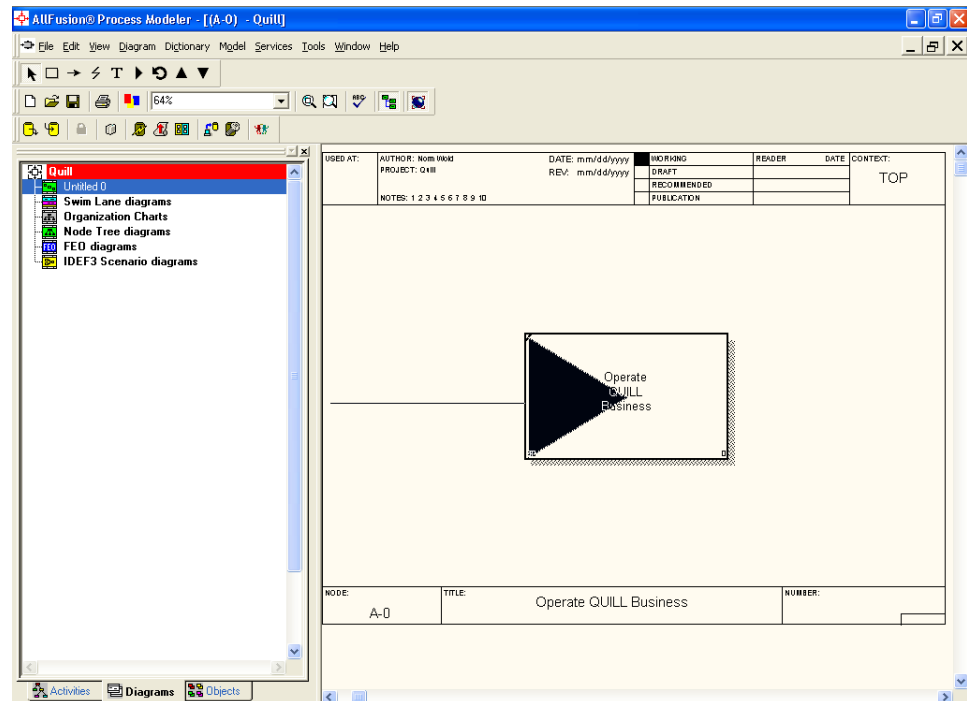 AllFusion® Process Modeler - [(A-0) - Quill]
File Edit View Diagram Dictionary Model Services Tools Window Help
64%
Quill
Untitled 0
Swim Lane diagrams
Organization Charts
Node Tree diagrams
FEO diagrams
IDEF3 Scenario diagrams
Activities Diagrams Objects
USED AT: AUTHOR: Norn Wold DATE: mm/dd/yyyy WORKING READER DATE CONTEXT:
PROJECT: Quill REV: mm/dd/yyyy DRAFT TOP
RECOMMENDED
NOTES: 1 2 3 4 5 6 7 8 9 10 PUBLICATION
Operate
QUILL
Business
0
NODE: TITLE: NUMBER:
A-0 Operate QUILL Business